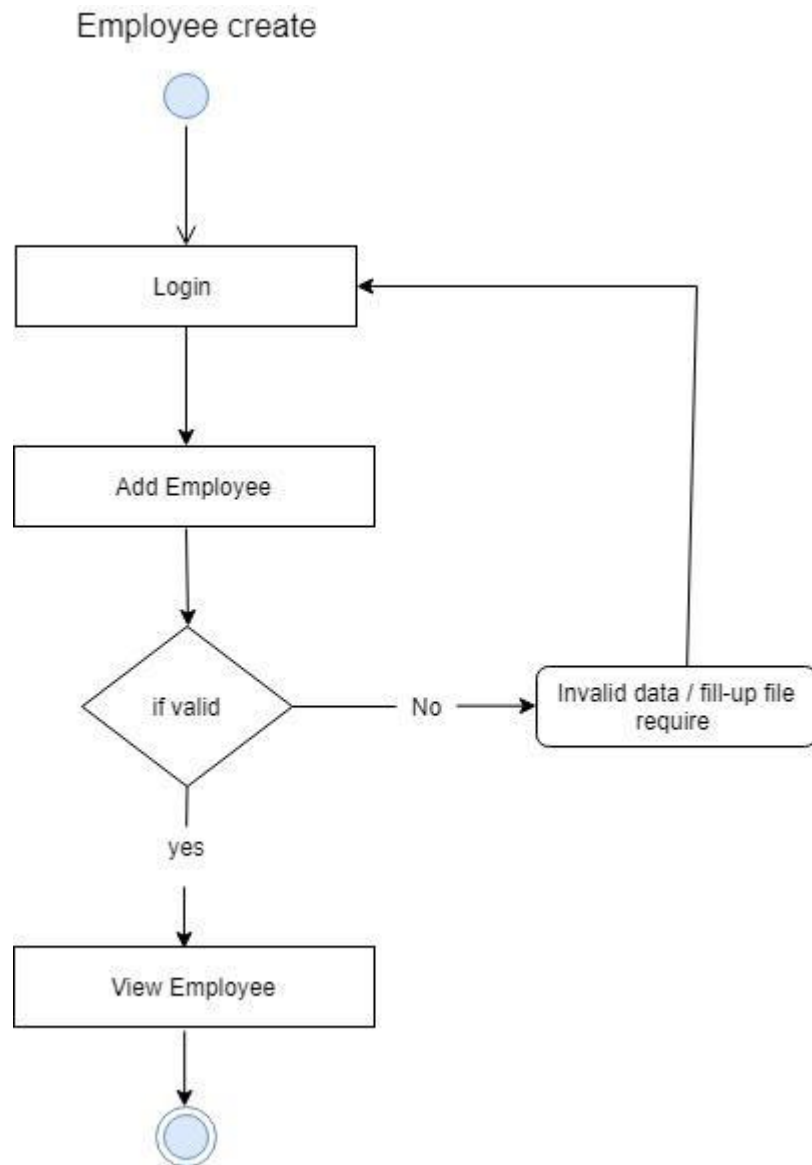 Employee create
Login
Add Employee
if valid
No
Invalid data / fill-up file
require
yes
View Employee